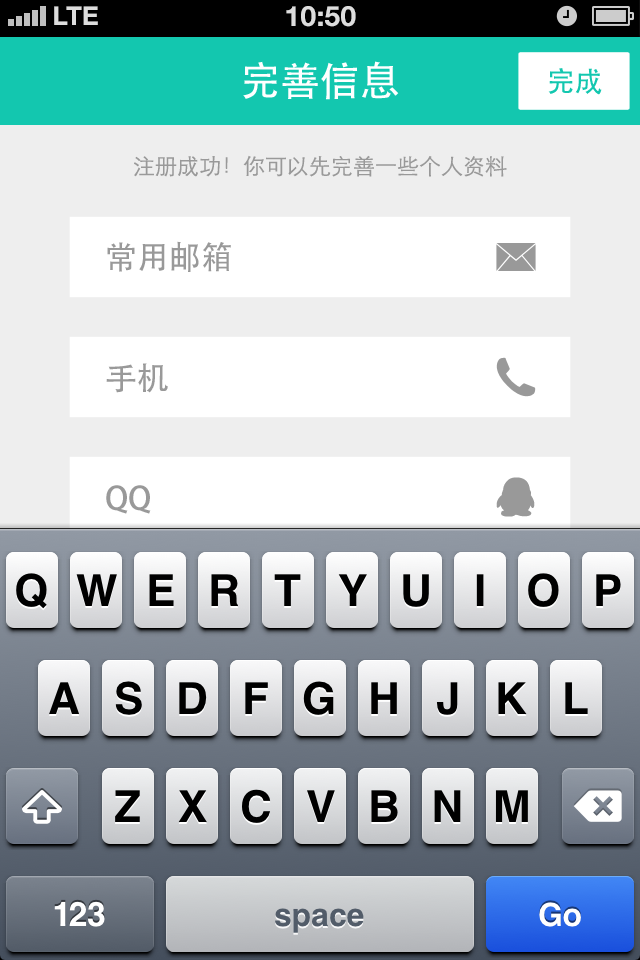 LTE 10:50
完善信息 完成
注册成功！你可以先完善一些个人资料
常用邮箱
手机
QQ
Q W E R T Y U I O P
A S D F G H J K L
Z X C V B N M
123 space Go